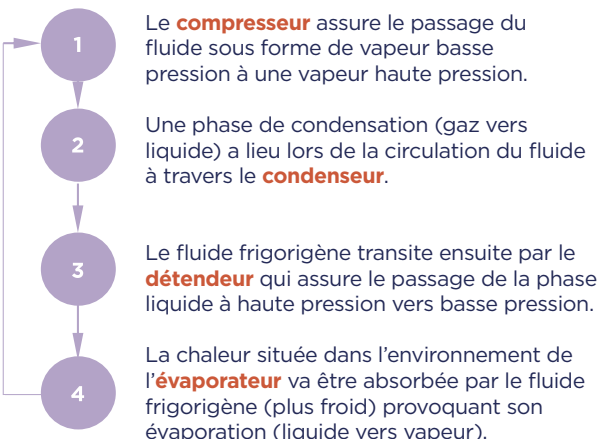 1
Le compresseur assure le passage du
fluide sous forme de vapeur basse
pression à une vapeur haute pression.
2
Une phase de condensation (gaz vers
liquide) a lieu lors de la circulation du fluide
à travers le condenseur.
3
Le fluide frigorigène transite ensuite par le
détendeur qui assure le passage de la phase
liquide à haute pression vers basse pression.
4
La chaleur située dans l’environnement de
l’évaporateur va être absorbée par le fluide
frigorigène (plus froid) provoquant son
évaporation (liquide vers vapeur).